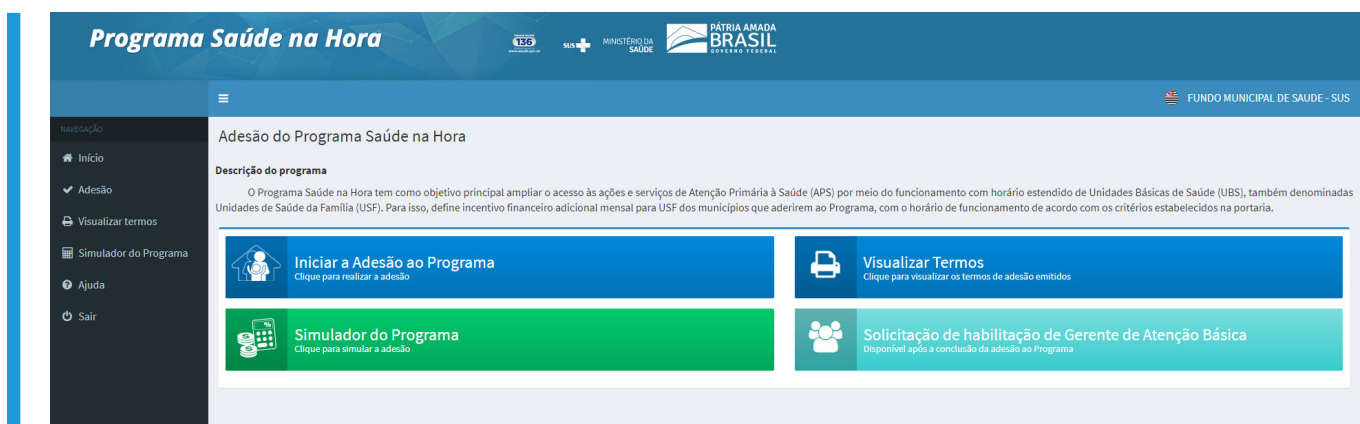 Programa Saúde na Hora
136
SUS
MINISTÉRIO DA
SAÚDE
PÁTRIA AMADA
BRASIL
GOVERNO FEDERAL
FUNDO MUNICIPAL DE SAUDE - SUS
NAVEGAÇÃO
Início
Adesão
Visualizar termos
Simulador do Programa
Ajuda
Sair
Adesão do Programa Saúde na Hora
Descrição do programa
O Programa Saúde na Hora tem como objetivo principal ampliar o acesso às ações e serviços de Atenção Primária à Saúde (APS) por meio do funcionamento com horário estendido de Unidades Básicas de Saúde (UBS), também denominadas
Unidades de Saúde da Família (USF). Para isso, define incentivo financeiro adicional mensal para USF dos municípios que aderirem ao Programa, com o horário de funcionamento de acordo com os critérios estabelecidos na portaria.
Iniciar a Adesão ao Programa
Clique para realizar a adesão
Visualizar Termos
Clique para visualizar os termos de adesão emitidos
Simulador do Programa
Clique para simular a adesão
Solicitação de habilitação de Gerente de Atenção Básica
Disponível após a conclusão da adesão ao Programa